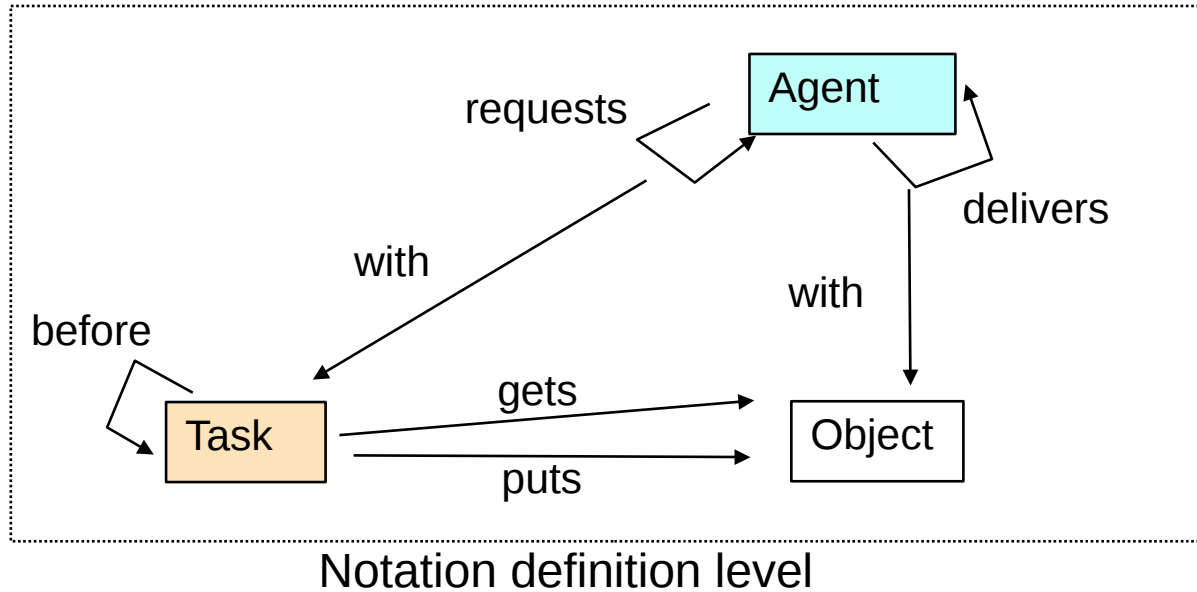 Agent
requests
delivers
with
with
before
gets
Task
Object
puts
Notation definition level